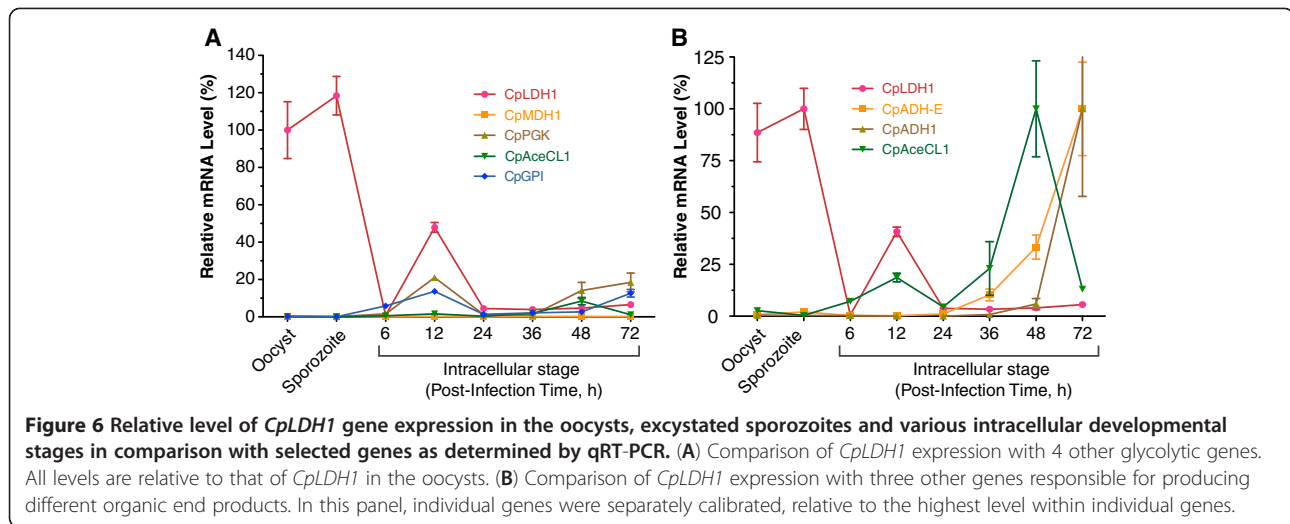 A
B
Relative mRNA Level (%)
140
120
100
80
60
40
20
0
CpLDH1
CpMDH1
CpPGK
CpAceCL1
CpGPI
Oocyst
Sporozoite
6 12 24 36 48 72
Intracellular stage
(Post-Infection Time, h)
Relative mRNA Level (%)
125
100
75
50
25
0
CpLDH1
CpADH-E
CpADH1
CpAceCL1
Oocyst
Sporozoite
6 12 24 36 48 72
Intracellular stage
(Post-Infection Time, h)
Figure 6 Relative level of CpLDH1 gene expression in the oocysts, excystated sporozoites and various intracellular developmental
stages in comparison with selected genes as determined by qRT-PCR. (A) Comparison of CpLDH1 expression with 4 other glycolytic genes.
All levels are relative to that of CpLDH1 in the oocysts. (B) Comparison of CpLDH1 expression with three other genes responsible for producing
different organic end products. In this panel, individual genes were separately calibrated, relative to the highest level within individual genes.